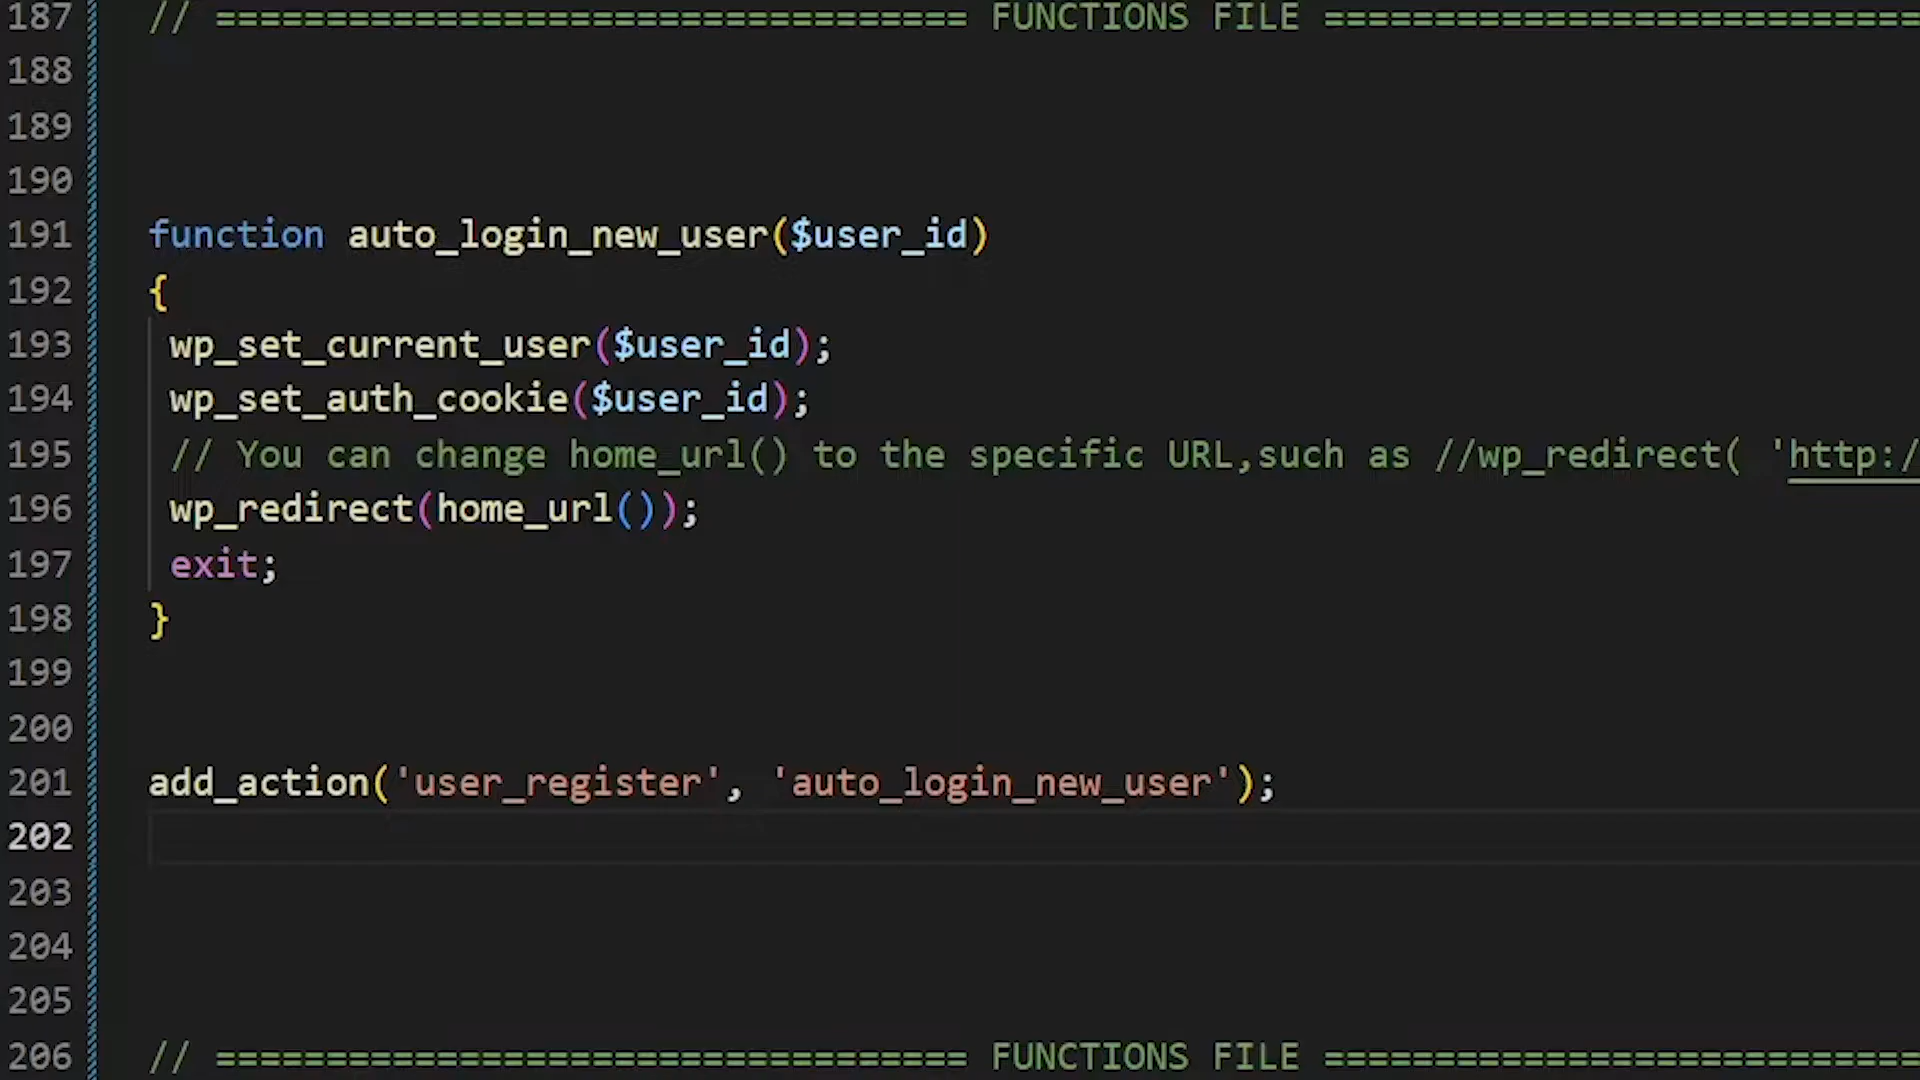 187 // ================================== FUNCTIONS FILE ===========================
188
189
190
191 function auto_login_new_user($user_id)
192 {
193 wp_set_current_user($user_id);
194 wp_set_auth_cookie($user_id);
195 // You can change home_url() to the specific URL,such as //wp_redirect( 'http:/
196 wp_redirect(home_url());
197 exit;
198 }
199
200
201 add_action('user_register', 'auto_login_new_user');
202
203
204
205
206 // ================================== FUNCTIONS FILE ===========================